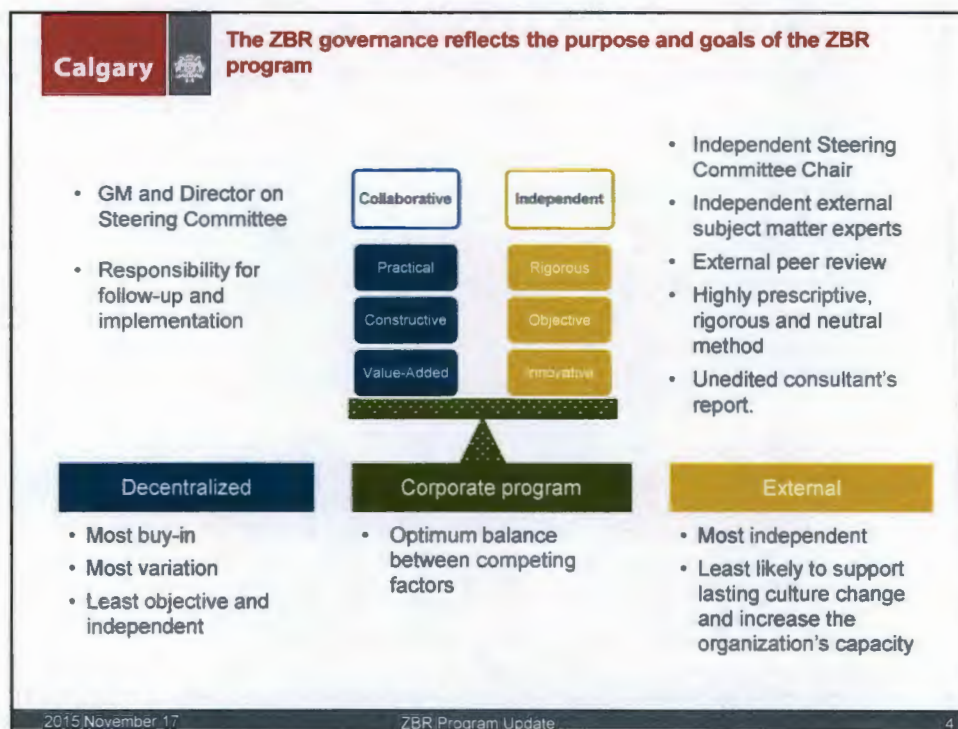 Calgary
The ZBR governance reflects the purpose and goals of the ZBR
program
• GM and Director on
Steering Committee
• Responsibility for
follow-up and
implementation
Collaborative
Practical
Constructive
Value-Added
Independent
Rigorous
Objective
Innovative
• Independent Steering
Committee Chair
• Independent external
subject matter experts
• External peer review
• Highly prescriptive,
rigorous and neutral
method
• Unedited consultant's
report.
Decentralized
• Most buy-in
• Most variation
• Least objective and
independent
Corporate program
• Optimum balance
between competing
factors
External
• Most independent
• Least likely to support
lasting culture change
and increase the
organization's capacity
2015 November 17
ZBR Program Update
4